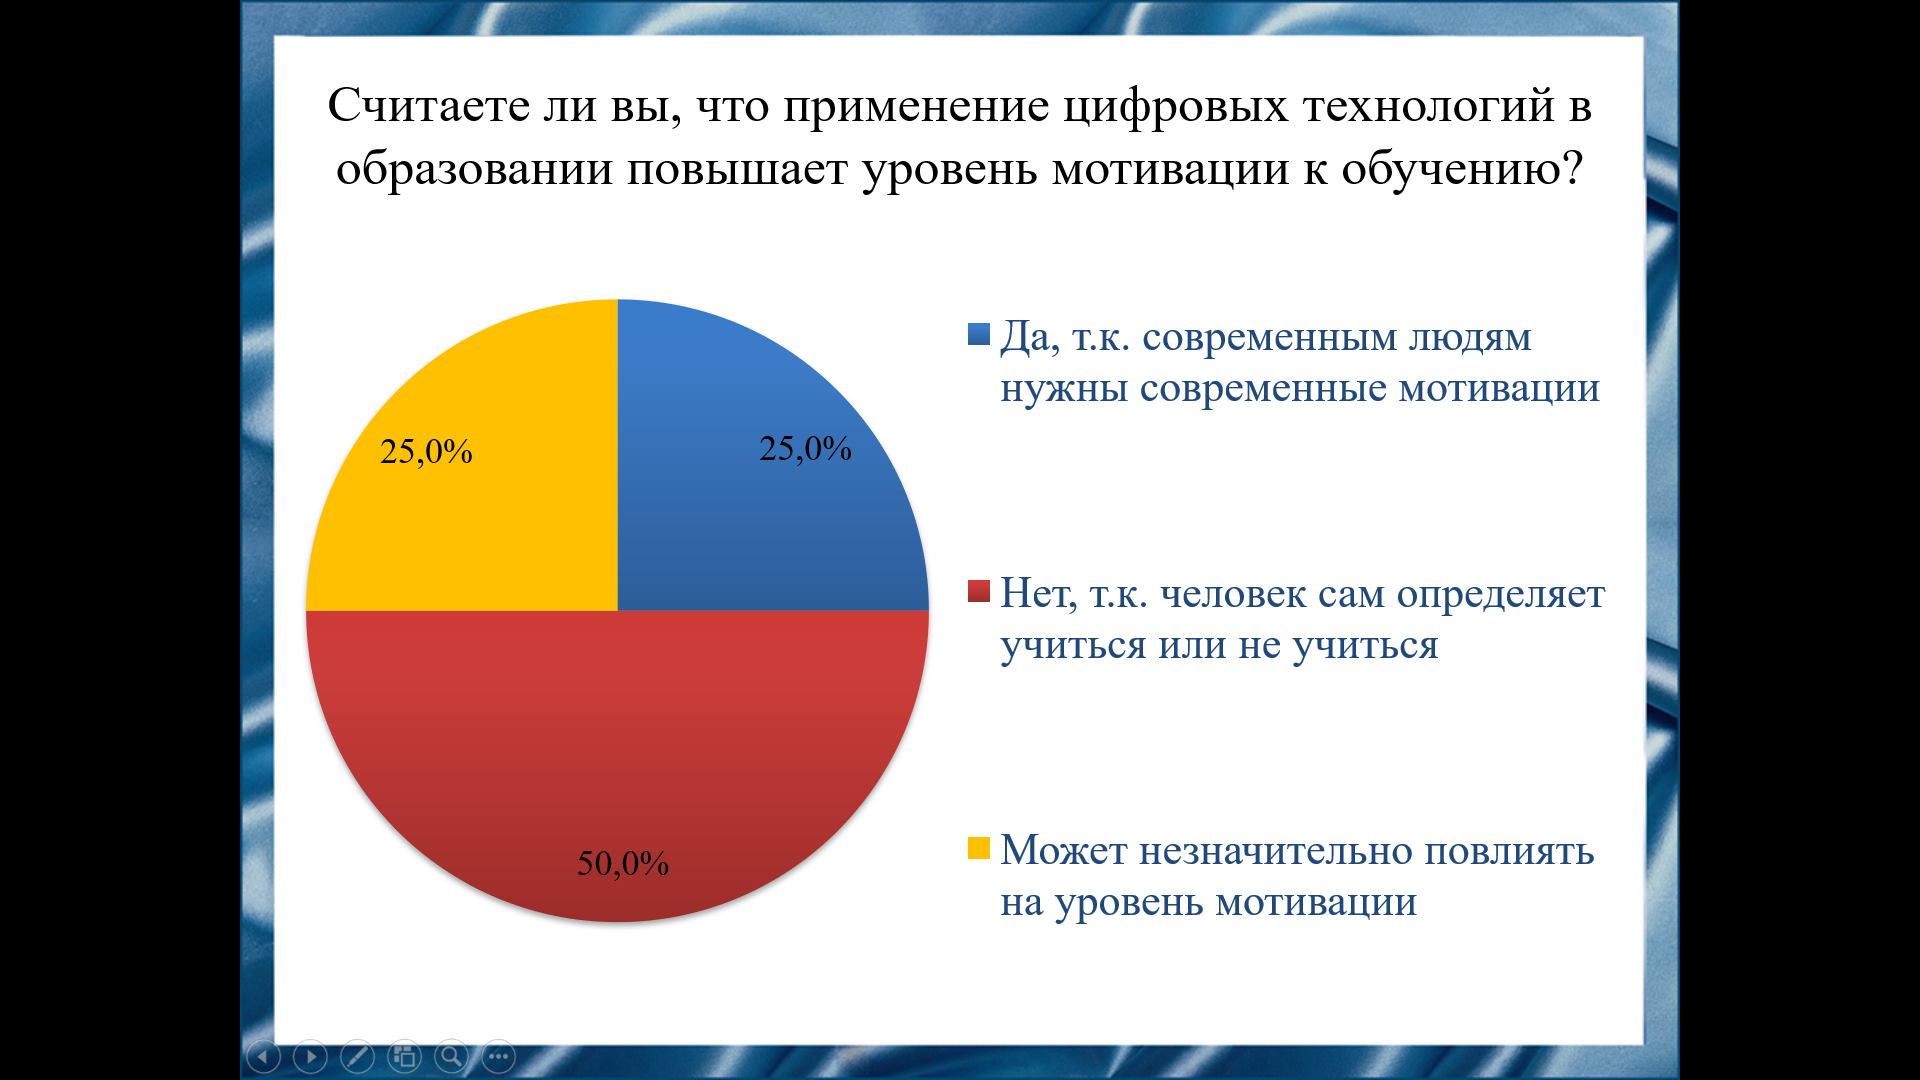 Считаете ли вы, что применение цифровых технологий в
образовании повышает уровень мотивации к обучению?
25,0%
25,0%
50,0%
Да, т.к. современным людям
нужны современные мотивации
Нет, т.к. человек сам определяет
учиться или не учиться
Может незначительно повлиять
на уровень мотивации